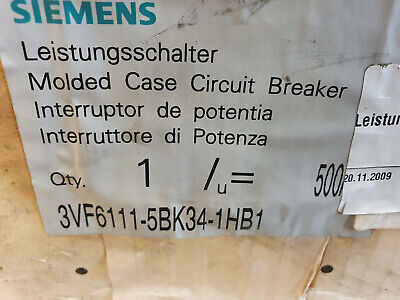 SIEMENS
Leistungsschalter
Molded Case Circuit Breaker
Interruptor de potentia
Interruttore di Potenza
Qty. 1 /u= 500
3VF6111-5BK34-1HB1
Leistun
20.11.2009